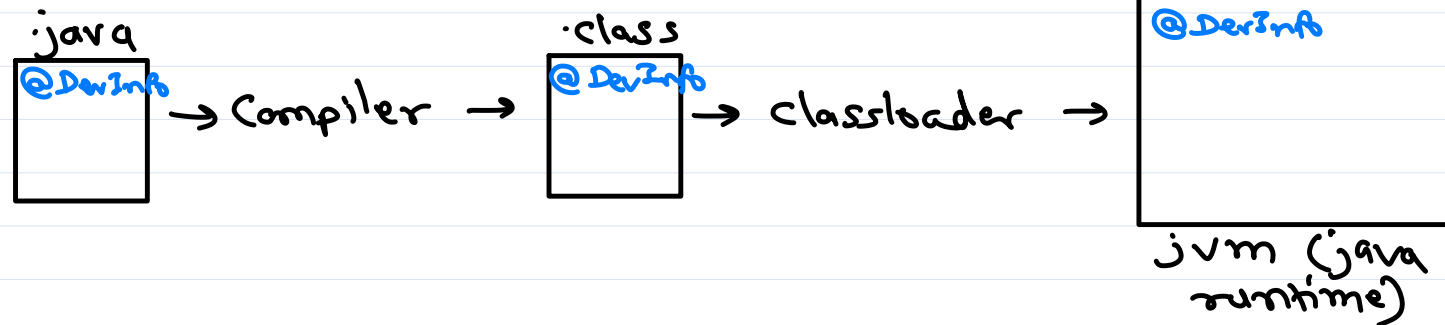 .java
@DevInfo
→ Compiler →
.class
@DevInfo
→ classloader →
@DevInfo
jvm (java
runtime)